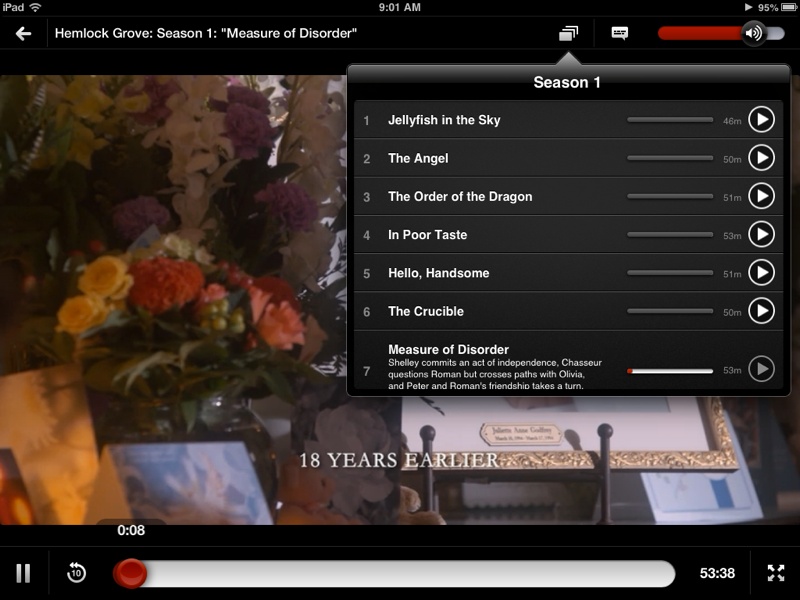 iPad 9:01 AM 95%
Hemlock Grove: Season 1: "Measure of Disorder"
Season 1
1 Jellyfish in the Sky 46m
2 The Angel 50m
3 The Order of the Dragon 51m
4 In Poor Taste 53m
5 Hello, Handsome 51m
6 The Crucible 50m
Measure of Disorder
Shelley commits an act of independence, Chasseur
questions Roman but crosses paths with Olivia,
7 53m
and Peter and Roman's friendship takes a turn.
18 YEARS EARLIER
0:08
10 53:38